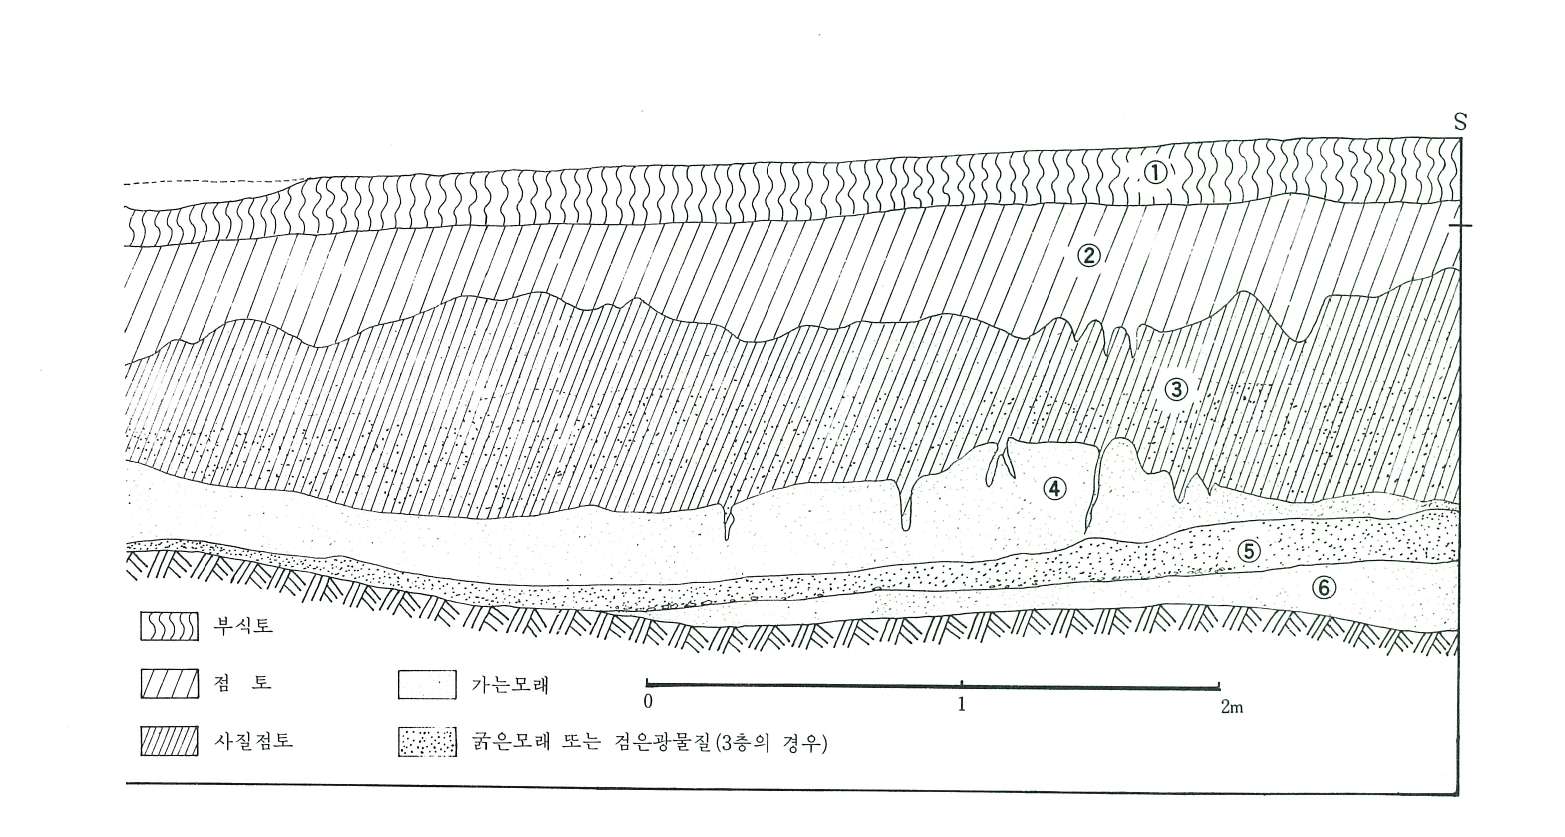 S
①
②
③
④
⑤
⑥
부식토
점 토
사질점토
가는모래
굵은모래 또는 검은광물질(3층의 경우)
0 1 2m